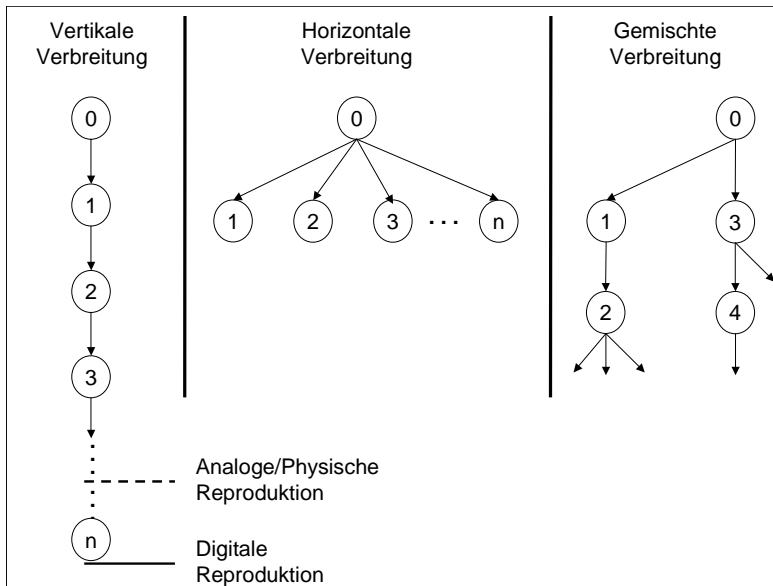 Vertikale
Verbreitung
0
1
2
3
n
Analoge/Physische
Reproduktion
Digitale
Reproduktion
Horizontale
Verbreitung
0
1 2 3 ... n
Gemischte
Verbreitung
0
1 3
2 4